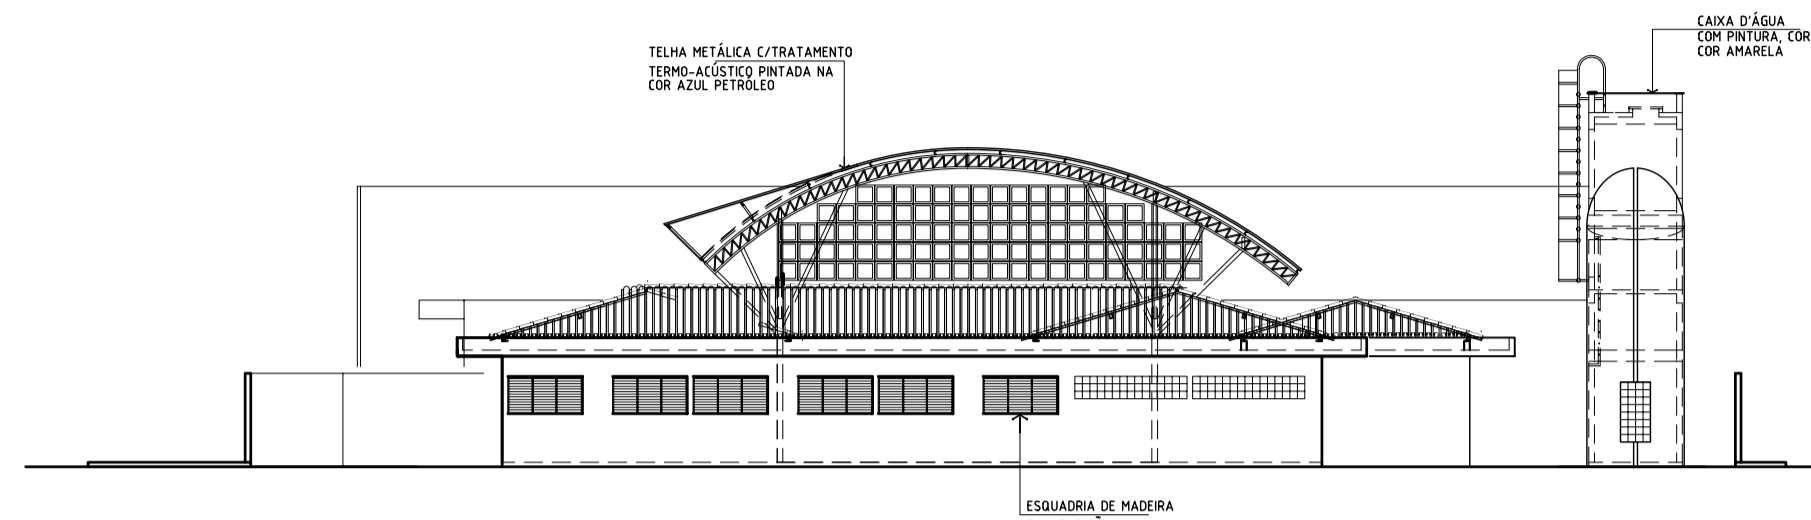 TELHA METÁLICA C/TRATAMENTO
TERMO-ACÚSTICO PINTADA NA
COR AZUL PETRÓLEO
CAIXA D'ÁGUA
COM PINTURA, COR
COR AMARELA
ESQUADRIA DE MADEIRA